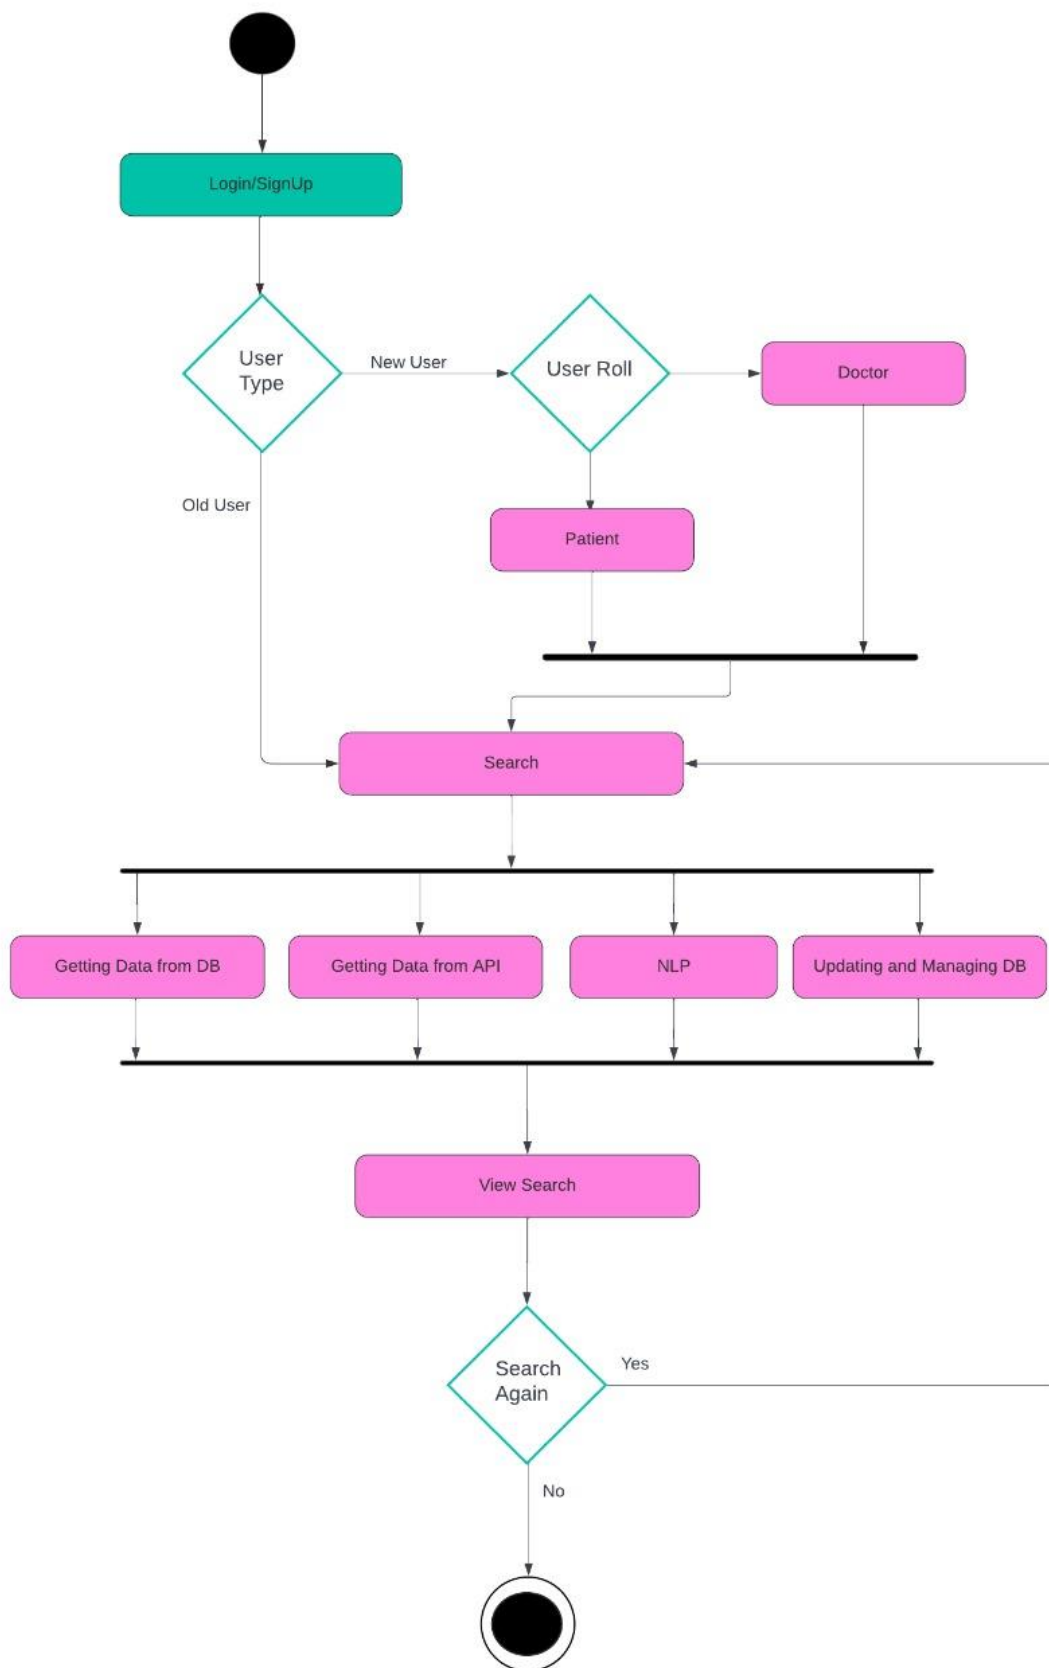 Login/SignUp
User
Type
New User
User Roll
Doctor
Old User
Patient
Search
Getting Data from DB
Getting Data from API
NLP
Updating and Managing DB
View Search
Search
Again
Yes
No